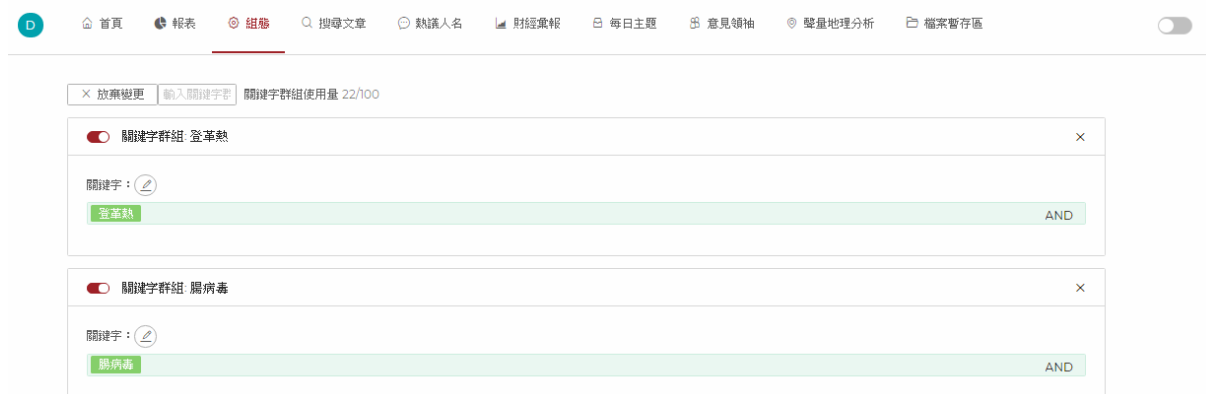 D 首頁 報表 組態 搜尋文章 熱議人名 財經彙報 每日主題 意見領袖 聲量地理分析 檔案暫存區
× 放棄變更 輸入關鍵字群 關鍵字群組使用量 22/100
關鍵字群組: 登革熱 ×
關鍵字：
登革熱 AND
關鍵字群組: 腸病毒 ×
關鍵字：
腸病毒 AND